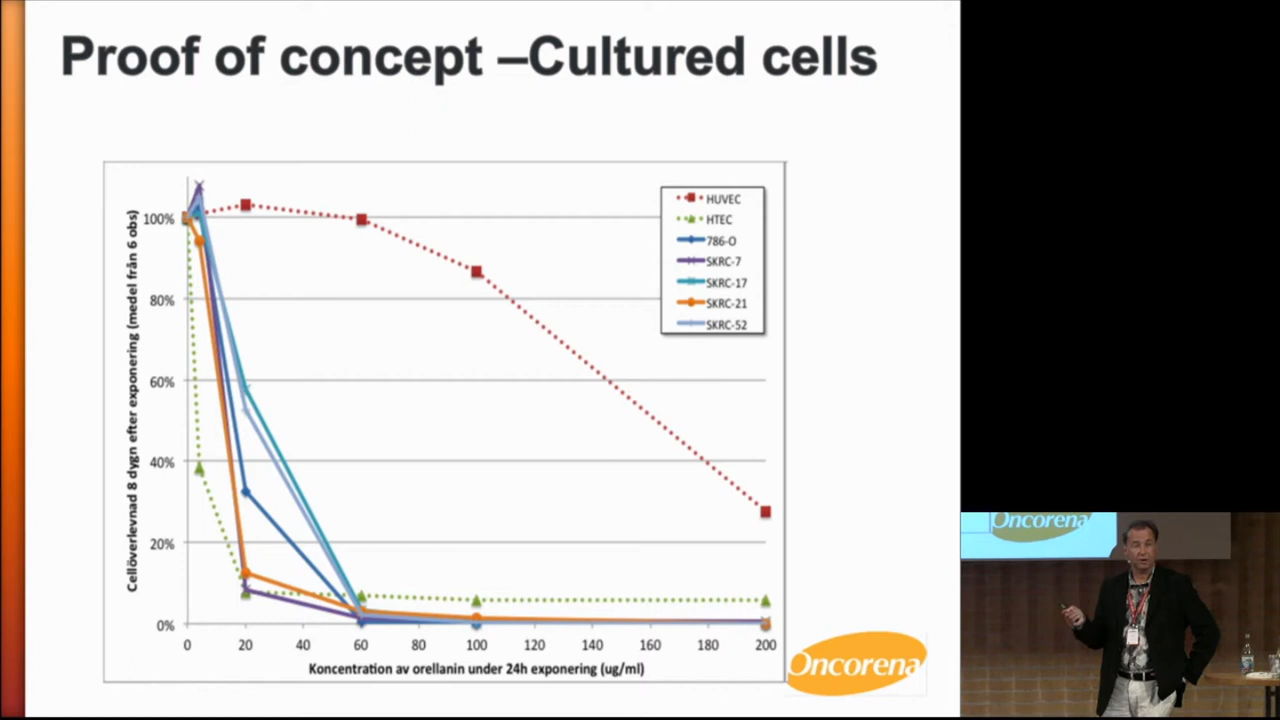 Proof of concept –Cultured cells
Cellöverlevnad 8 dygn efter exponering (medel från 6 obs)
100%
80%
60%
40%
20%
0%
0 20 40 60 80 100 120 140 160 180 200
Koncentration av orellanin under 24h exponering (ug/ml)
HUVEC
HTEC
786-O
SKRC-7
SKRC-17
SKRC-21
SKRC-52
Oncorena
Oncorena